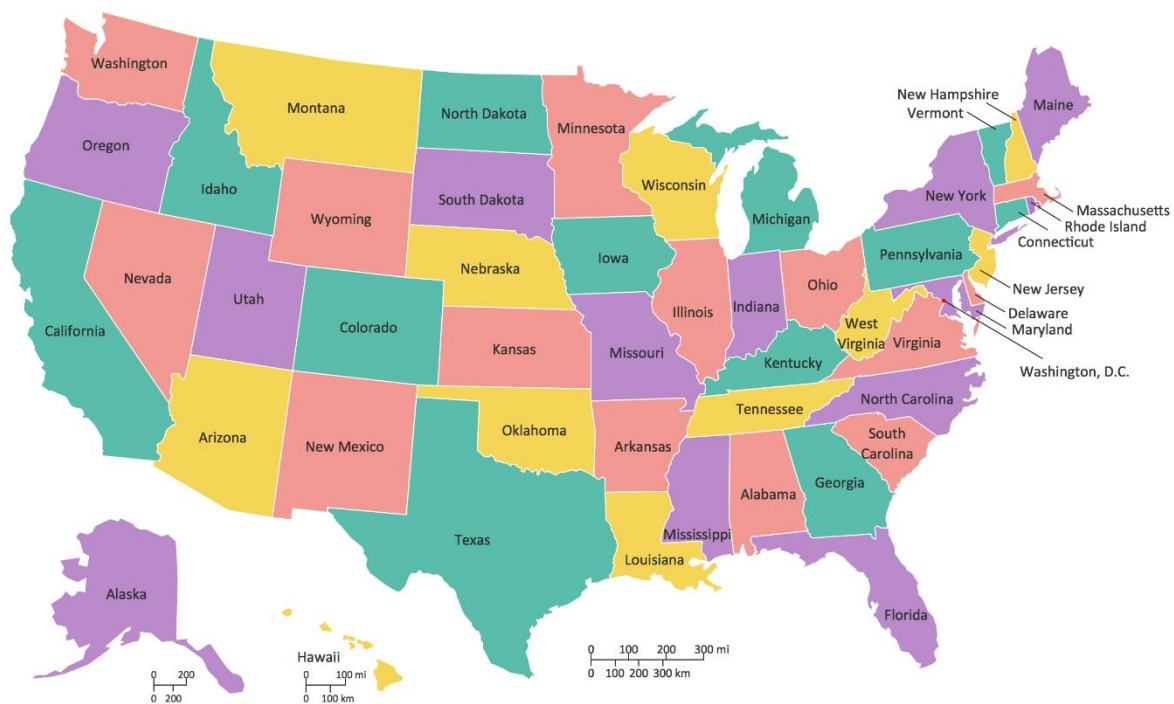 Washington
Montana
North Dakota
Minnesota
New Hampshire
Vermont
Maine
Oregon
Idaho
Wyoming
South Dakota
Wisconsin
Michigan
New York
Massachusetts
Rhode Island
Connecticut
Nevada
Utah
Nebraska
Iowa
Pennsylvania
California
Colorado
Kansas
Missouri
Illinois
Indiana
Ohio
New Jersey
Delaware
Maryland
West
Virginia
Virginia
Kentucky
Washington, D.C.
Arizona
New Mexico
Oklahoma
Arkansas
Tennessee
North Carolina
South
Carolina
Texas
Louisiana
Mississippi
Alabama
Georgia
Florida
Alaska
Hawaii
0 200 mi
0 200
0 100 mi
0 100 km
0 100 200 300 mi
0 100 200 300 km